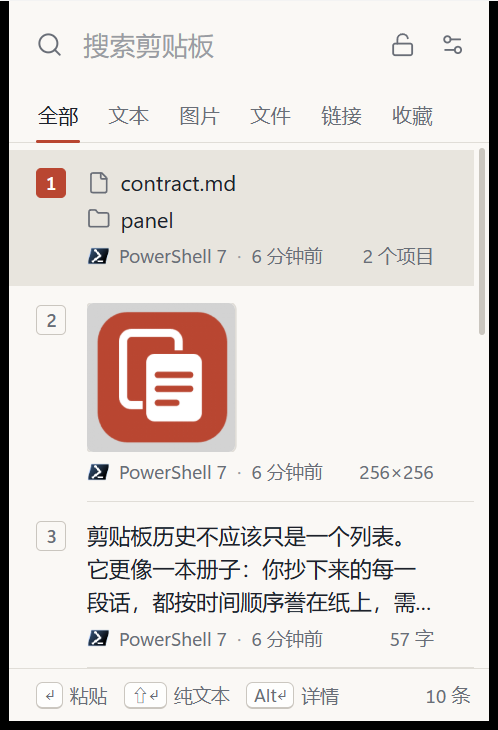 搜索剪贴板
全部 文本 图片 文件 链接 收藏
1 contract.md
panel
PowerShell 7 · 6 分钟前 2 个项目
2
PowerShell 7 · 6 分钟前 256×256
3 剪贴板历史不应该只是一个列表。
它更像一本册子：你抄下来的每一
段话，都按时间顺序誊在纸上，需...
PowerShell 7 · 6 分钟前 57 字
↵ 粘贴 ⇧↵ 纯文本 Alt↵ 详情 10 条